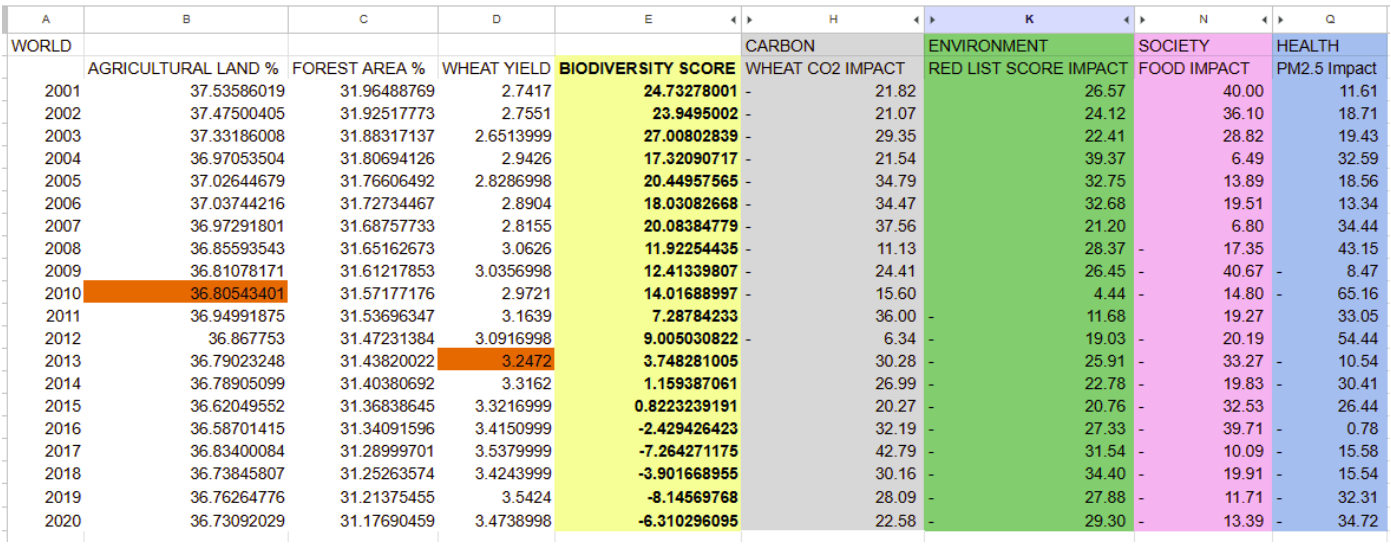 A B C D E H K N Q
WORLD CARBON ENVIRONMENT SOCIETY HEALTH
AGRICULTURAL LAND % FOREST AREA % WHEAT YIELD BIODIVERSITY SCORE WHEAT CO2 IMPACT RED LIST SCORE IMPACT FOOD IMPACT PM2.5 Impact
2001 37.53586019 31.96488769 2.7417 24.73278001 - 21.82 26.57 40.00 11.61
2002 37.47500405 31.92517773 2.7551 23.9495002 - 21.07 24.12 36.10 18.71
2003 37.33186008 31.88317137 2.6513999 27.00802839 - 29.35 22.41 28.82 19.43
2004 36.97053504 31.80694126 2.9426 17.32090717 - 21.54 39.37 6.49 32.59
2005 37.02644679 31.76606492 2.8286998 20.44957565 - 34.79 32.75 13.89 18.56
2006 37.03744216 31.72734467 2.8904 18.03082668 - 34.47 32.68 19.51 13.34
2007 36.97291801 31.68757733 2.8155 20.08384779 - 37.56 21.20 6.80 34.44
2008 36.85593543 31.65162673 3.0626 11.92254435 - 11.13 28.37 - 17.35 43.15
2009 36.81078171 31.61217853 3.0356998 12.41339807 - 24.41 26.45 - 40.67 - 8.47
2010 36.80543401 31.57177176 2.9721 14.01688997 - 15.60 4.44 - 14.80 - 65.16
2011 36.94991875 31.53696347 3.1639 7.28784233 36.00 - 11.68 - 19.27 - 33.05
2012 36.867753 31.47231384 3.0916998 9.005030822 - 6.34 - 19.03 - 20.19 - 54.44
2013 36.79023248 31.43820022 3.2472 3.748281005 30.28 - 25.91 - 33.27 - 10.54
2014 36.78905099 31.40380692 3.3162 1.159387061 26.99 - 22.78 - 19.83 - 30.41
2015 36.62049552 31.36838645 3.3216999 0.8223239191 20.27 - 20.76 - 32.53 - 26.44
2016 36.58701415 31.34091596 3.4150999 -2.429426423 32.19 - 27.33 - 39.71 - 0.78
2017 36.83400084 31.28999701 3.5379999 -7.264271175 42.79 - 31.54 - 10.09 - 15.58
2018 36.73845807 31.25263574 3.4243999 -3.901668955 30.16 - 34.40 - 19.91 - 15.54
2019 36.76264776 31.21375455 3.5424 -8.14569768 28.09 - 27.88 - 11.71 - 32.31
2020 36.73092029 31.17690459 3.4738998 -6.310296095 22.58 - 29.30 - 13.39 - 34.72